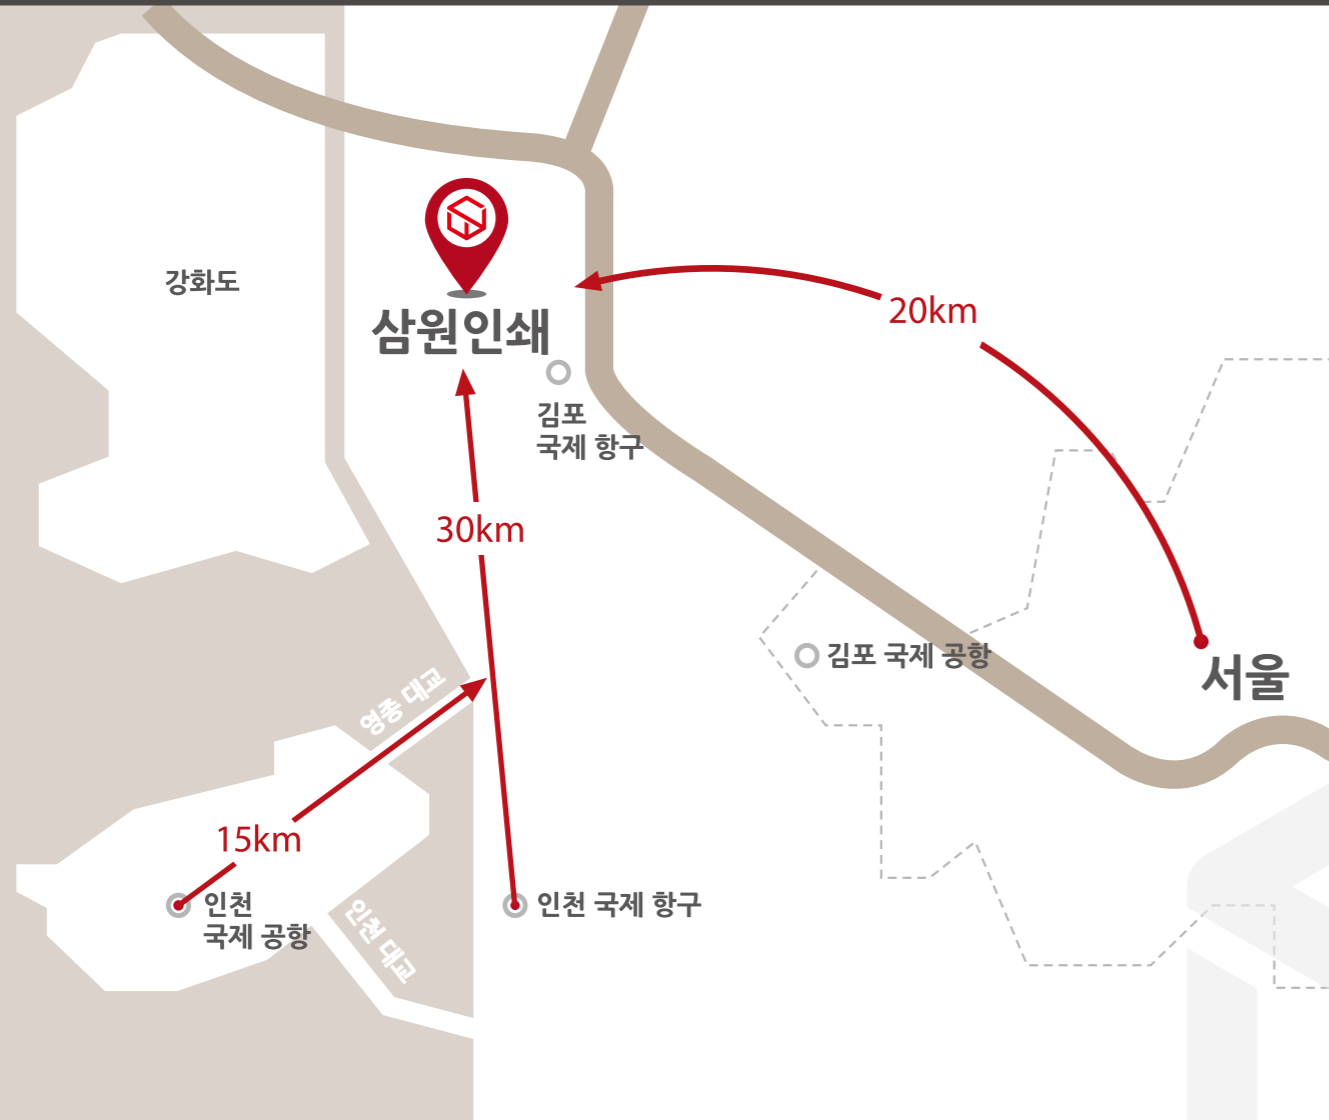 강화도
삼원인쇄
20km
김포
국제 항구
30km
김포 국제 공항
서울
영종 대교
15km
인천
국제 공항
인천 국제 항구
인천 대교